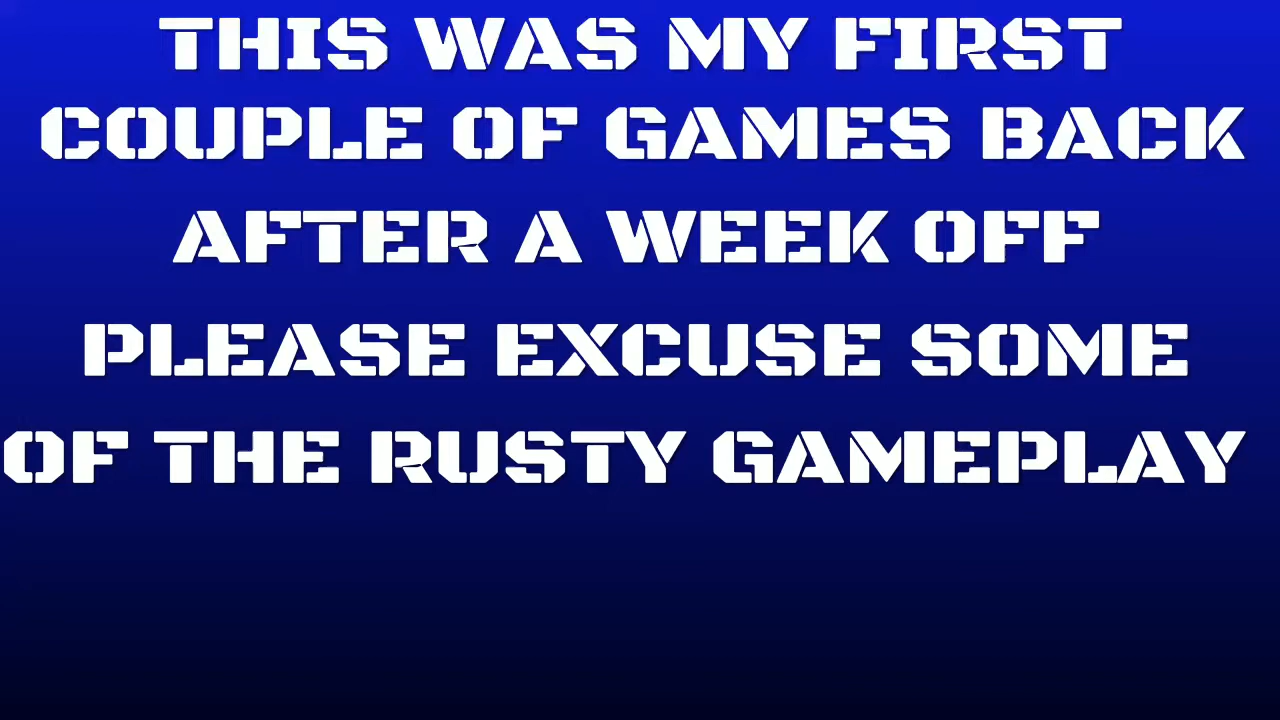 THIS WAS MY FIRST
COUPLE OF GAMES BACK
AFTER A WEEK OFF
PLEASE EXCUSE SOME
OF THE RUSTY GAMEPLAY